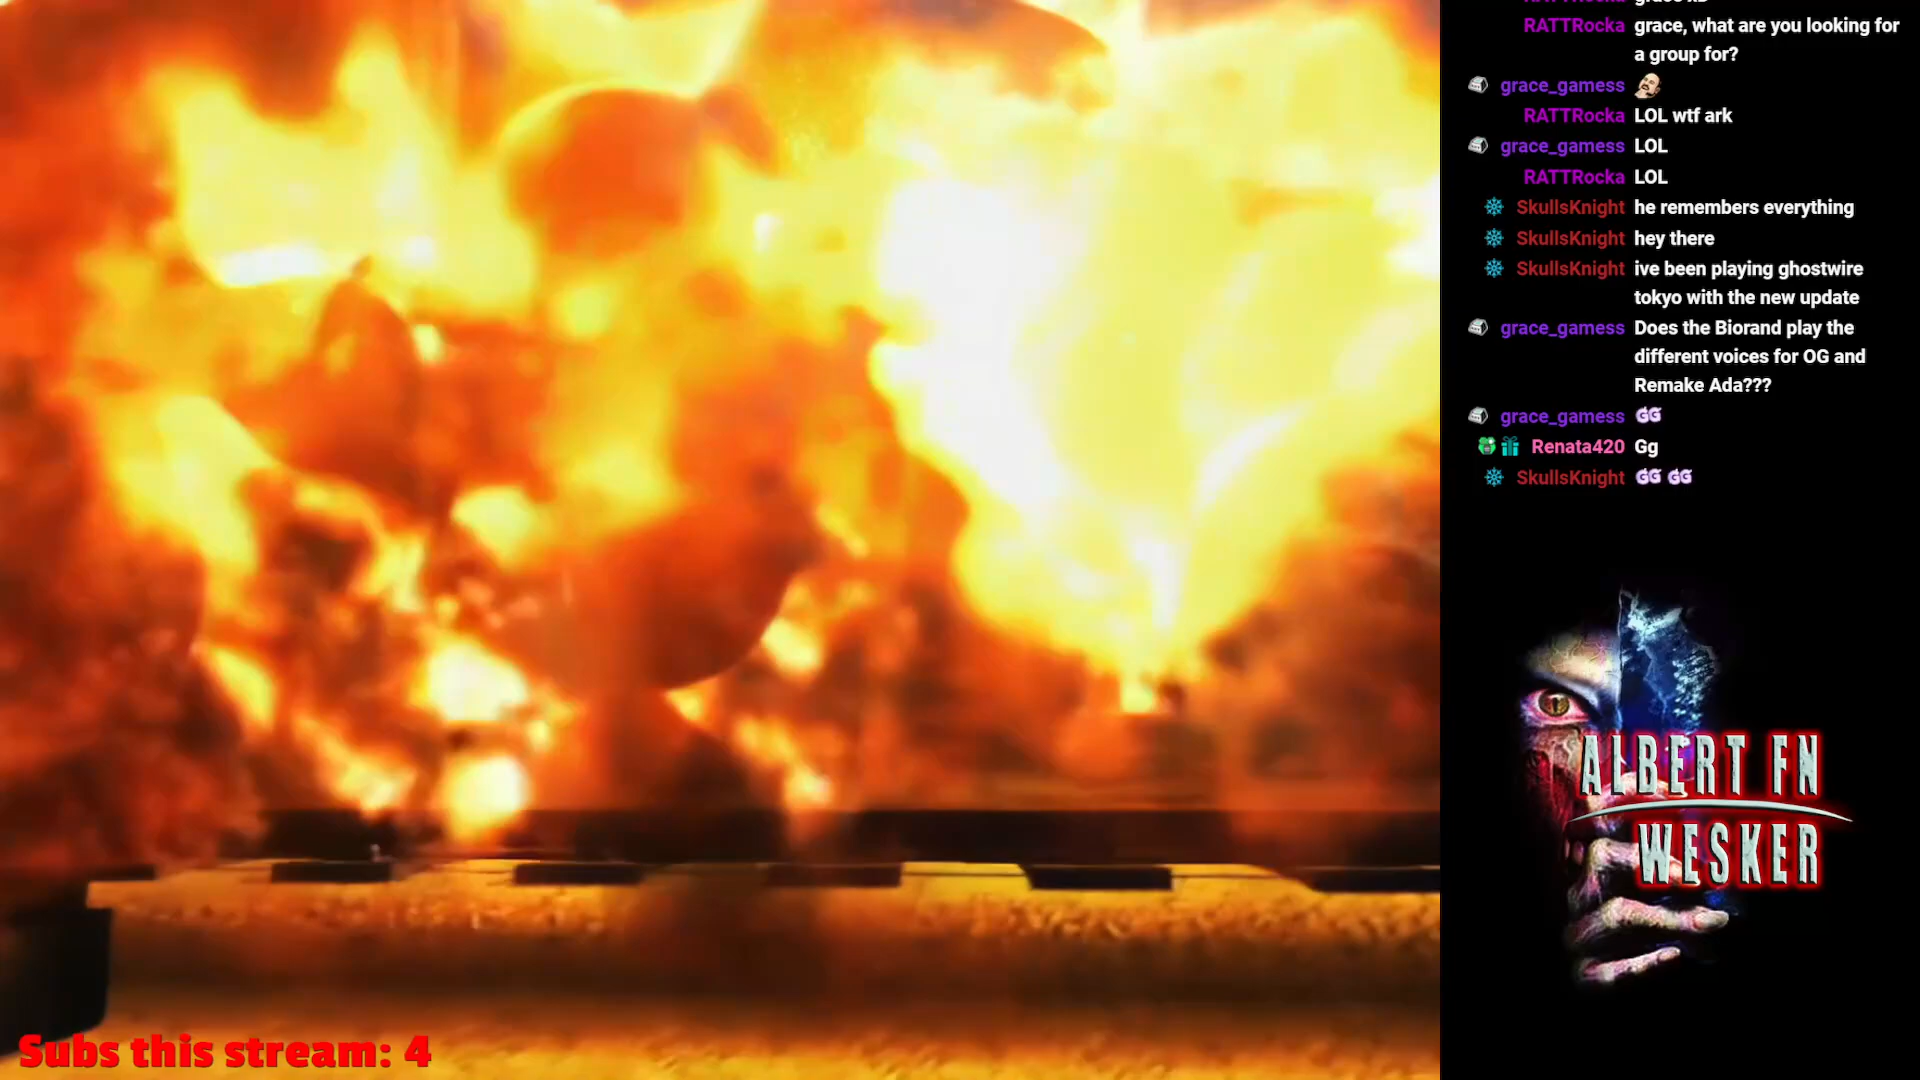 RATTRocka grace, what are you looking for
a group for?
grace_gamess
RATTRocka LOL wtf ark
grace_gamess LOL
RATTRocka LOL
SkullsKnight he remembers everything
SkullsKnight hey there
SkullsKnight ive been playing ghostwire
tokyo with the new update
grace_gamess Does the Biorand play the
different voices for OG and
Remake Ada???
grace_gamess GG
Renata420 Gg
SkullsKnight GG GG
ALBERT FN
WESKER
Subs this stream: 4